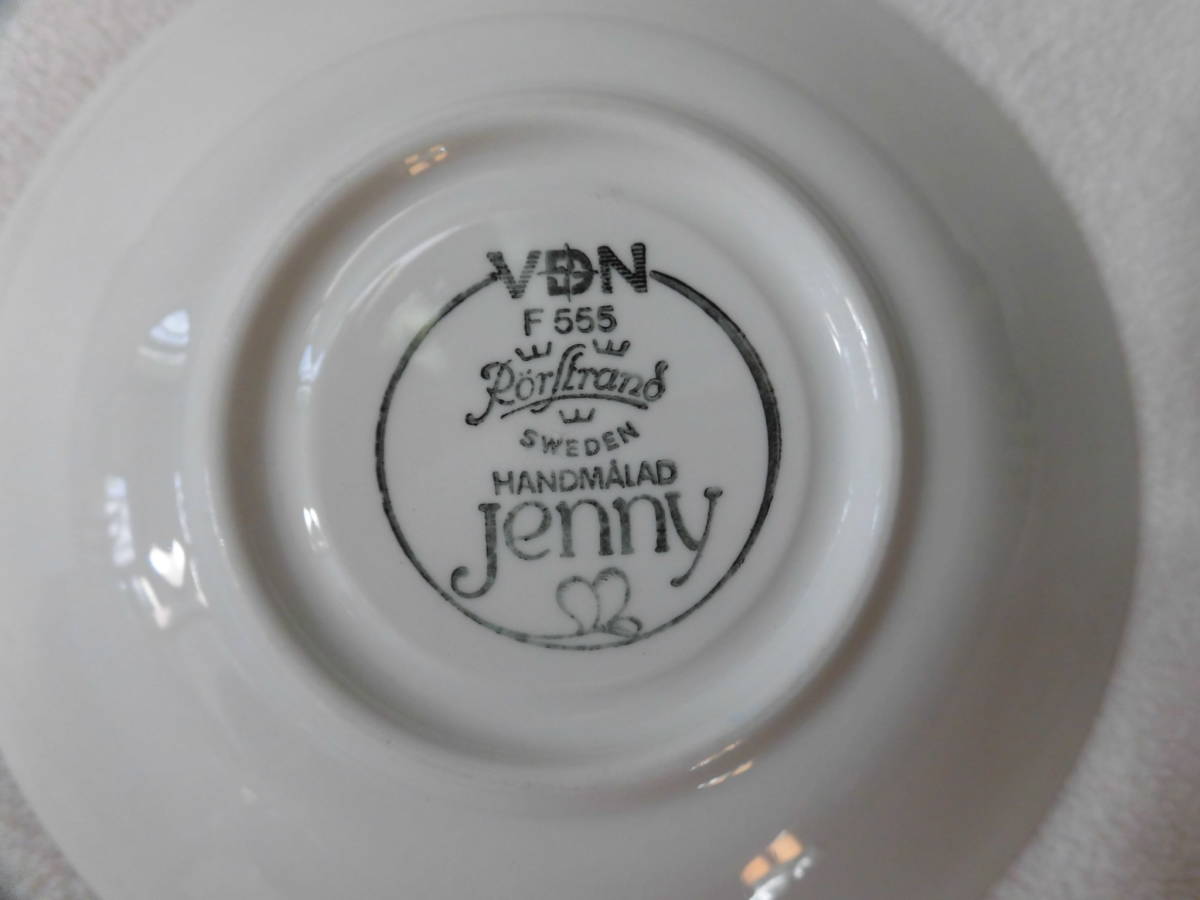 VDN
F 555
Rörstrand
SWEDEN
HANDMÅLAD
Jenny